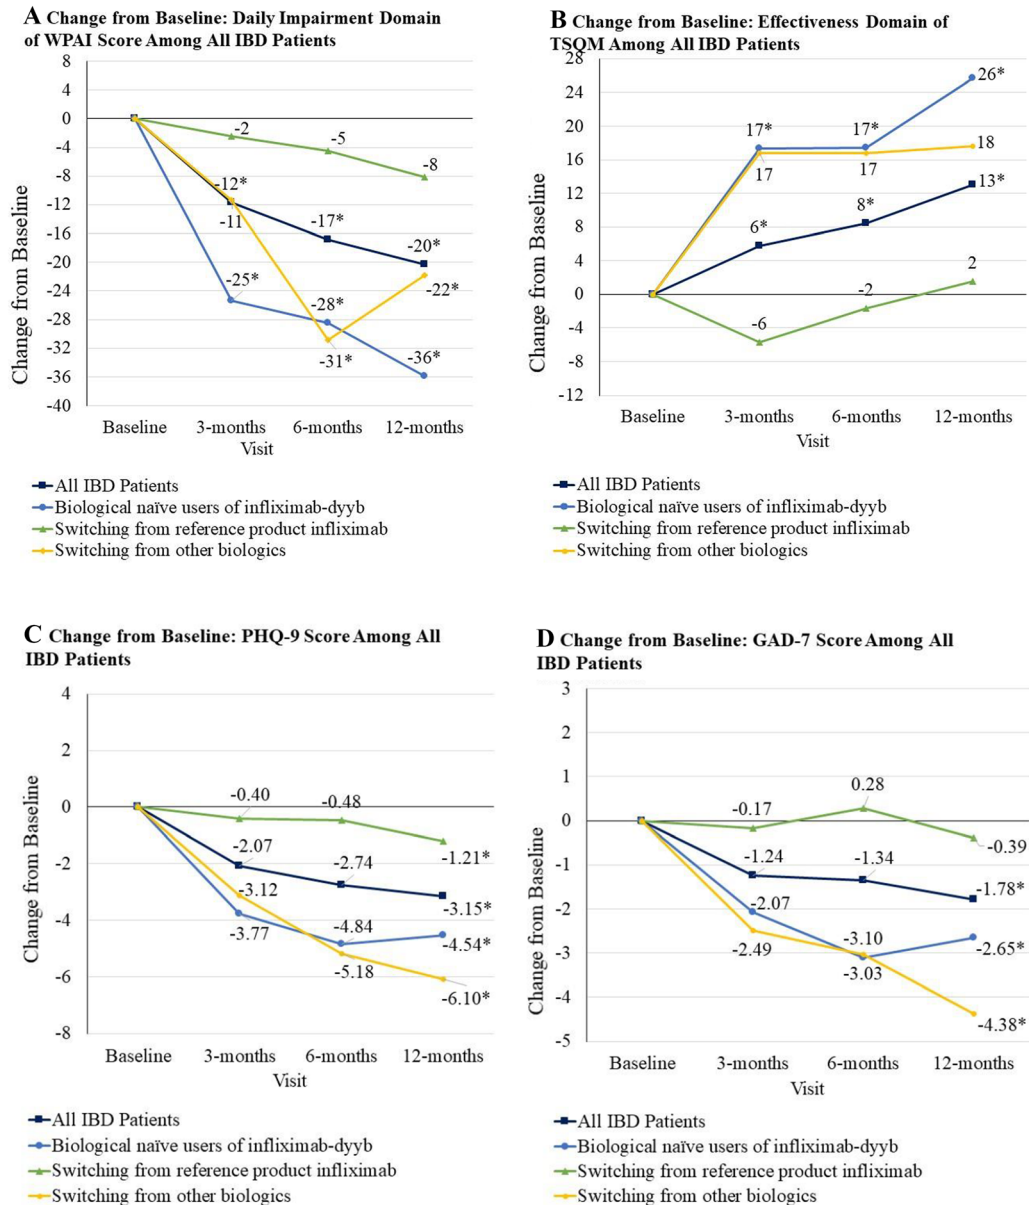 A Change from Baseline: Daily Impairment Domain
of WPAI Score Among All IBD Patients
8
4
0
-4
-8
-12
-16
-20
-24
-28
-32
-36
-40
Change from Baseline
-2
-5
-8
-12*
-11
-17*
-20*
-25*
-28*
-22*
-31*
-36*
Baseline
3-months
6-months
12-months
Visit
All IBD Patients
Biological naïve users of infliximab-dyyb
Switching from reference product infliximab
Switching from other biologics
B Change from Baseline: Effectiveness Domain of
TSQM Among All IBD Patients
28
24
20
16
12
8
4
0
-4
-8
-12
Change from Baseline
26*
17*
17*
17
17
18
13*
8*
6*
2
-2
-6
Baseline
3-months
6-months
12-months
Visit
All IBD Patients
Biological naïve users of infliximab-dyyb
Switching from reference product infliximab
Switching from other biologics
C Change from Baseline: PHQ-9 Score Among All
IBD Patients
4
2
0
-2
-4
-6
-8
Change from Baseline
-0.40
-0.48
-1.21*
-2.07
-2.74
-3.15*
-3.12
-3.77
-4.84
-4.54*
-5.18
-6.10*
Baseline
3-months
6-months
12-months
Visit
All IBD Patients
Biological naïve users of infliximab-dyyb
Switching from reference product infliximab
Switching from other biologics
D Change from Baseline: GAD-7 Score Among All
IBD Patients
3
2
1
0
-1
-2
-3
-4
-5
Change from Baseline
0.28
-0.17
-0.39
-1.24
-1.34
-1.78*
-2.07
-2.49
-3.10
-3.03
-2.65*
-4.38*
Baseline
3-months
6-months
12-months
Visit
All IBD Patients
Biological naïve users of infliximab-dyyb
Switching from reference product infliximab
Switching from other biologics